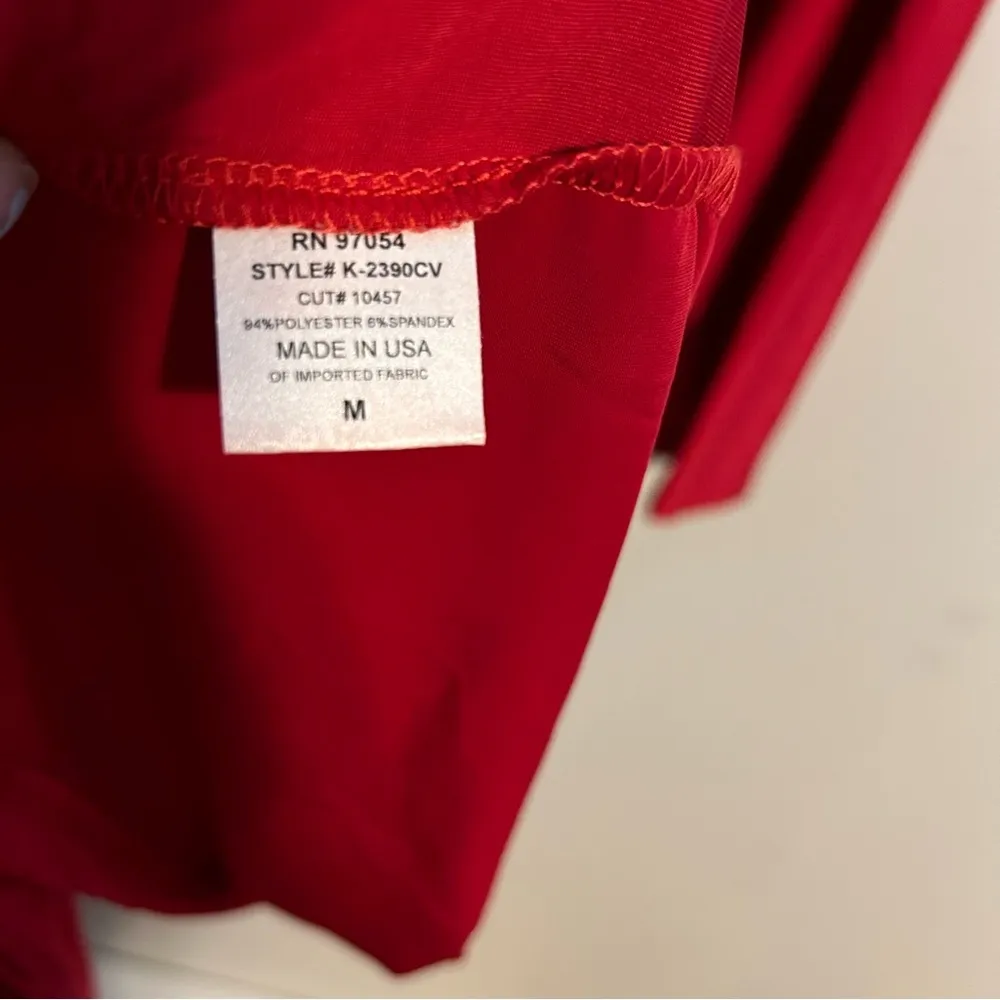 RN 97054
STYLE# K-2390CV
CUT# 10457
94%POLYESTER 6%SPANDEX
MADE IN USA
OF IMPORTED FABRIC
M